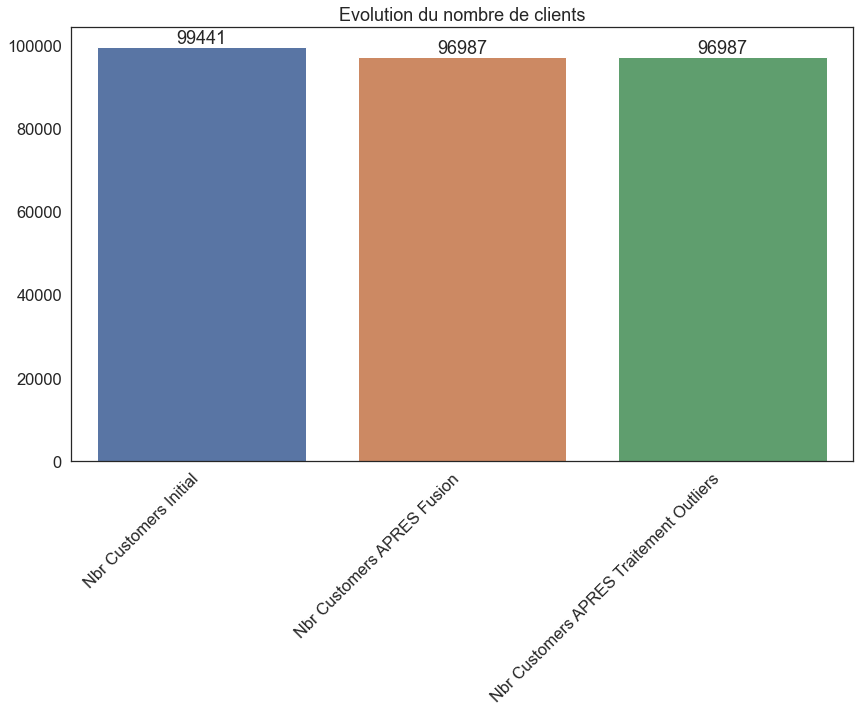 Evolution du nombre de clients
99441
96987
96987
100000
80000
60000
40000
20000
0
Nbr Customers Initial
Nbr Customers APRES Fusion
Nbr Customers APRES Traitement Outliers